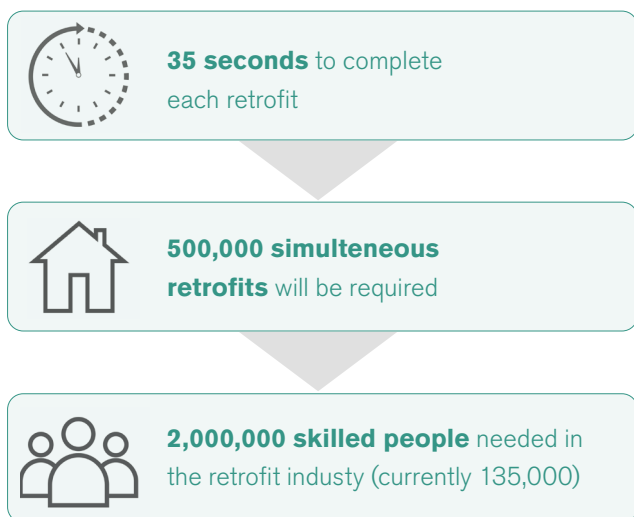 35 seconds to complete
each retrofit
500,000 simulteneous
retrofits will be required
2,000,000 skilled people needed in
the retrofit industy (currently 135,000)